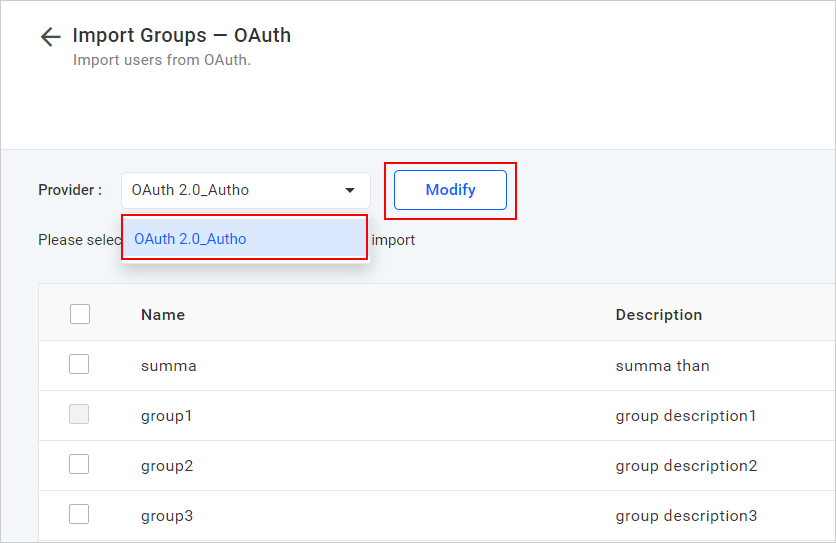 Import Groups — OAuth
Import users from OAuth.
Provider : OAuth 2.0_Autho Modify
OAuth 2.0_Autho
Please selec import
Name Description
summa summa than
group1 group description1
group2 group description2
group3 group description3